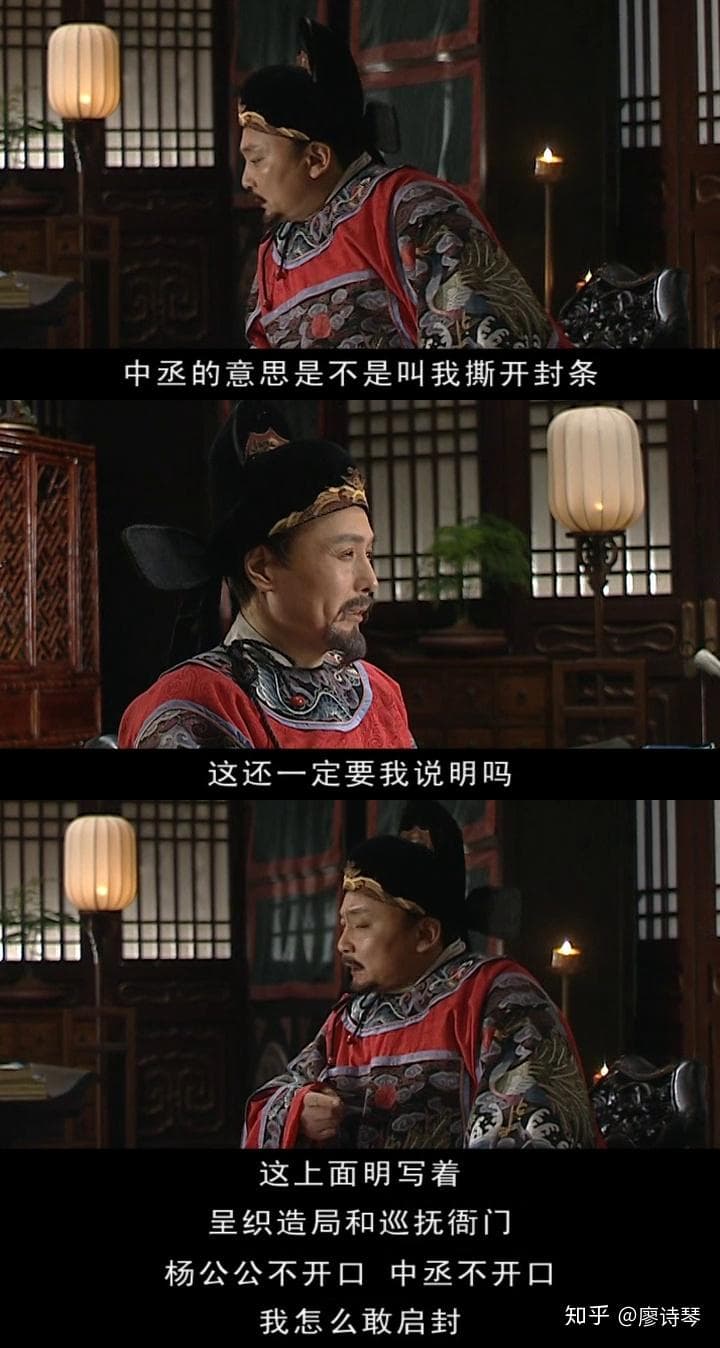 中丞的意思是不是叫我撕开封条
这还一定要我说明吗
这上面明写着
呈织造局和巡抚衙门
杨公公不开口 中丞不开口
我怎么敢启封
知乎 @廖诗琴